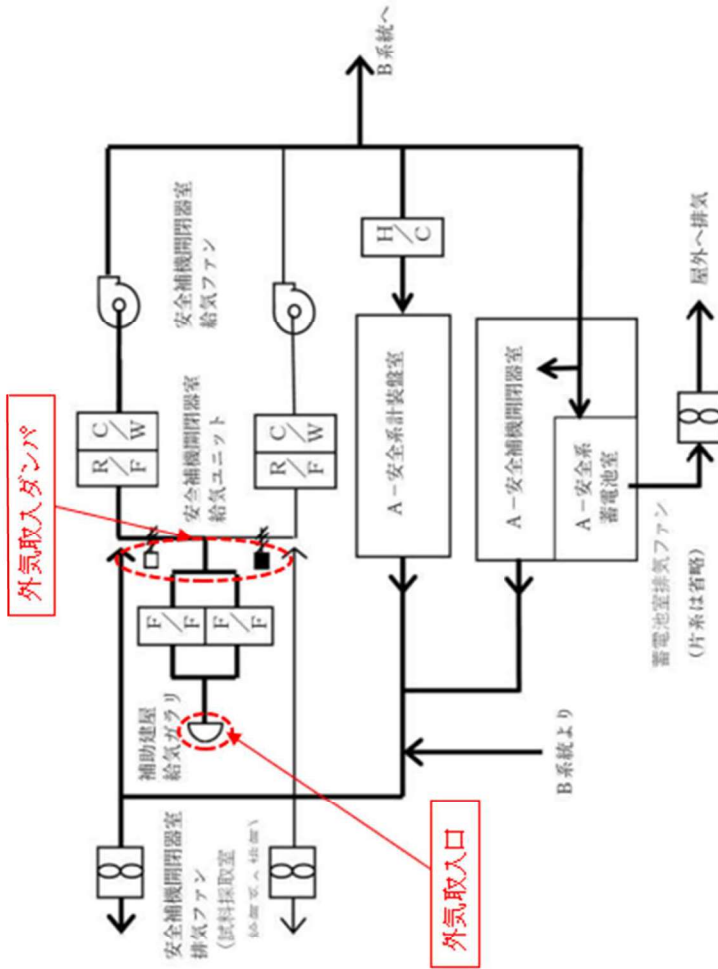 外気取入ダンパ
外気取入口
安全補機開閉器室
排気ファン
(試料採取室
補助建屋
給気ガラリ
F/F
F/F
安全補機開閉器室
給気ユニット
R/F
C/W
R/F
C/W
安全補機開閉器室
給気ファン
H/C
A-安全系計装盤室
A-安全補機開閉器室
A-安全系
蓄電池室
蓄電池室排気ファン
(片系は省略)
屋外へ排気
B系統より
B系統へ